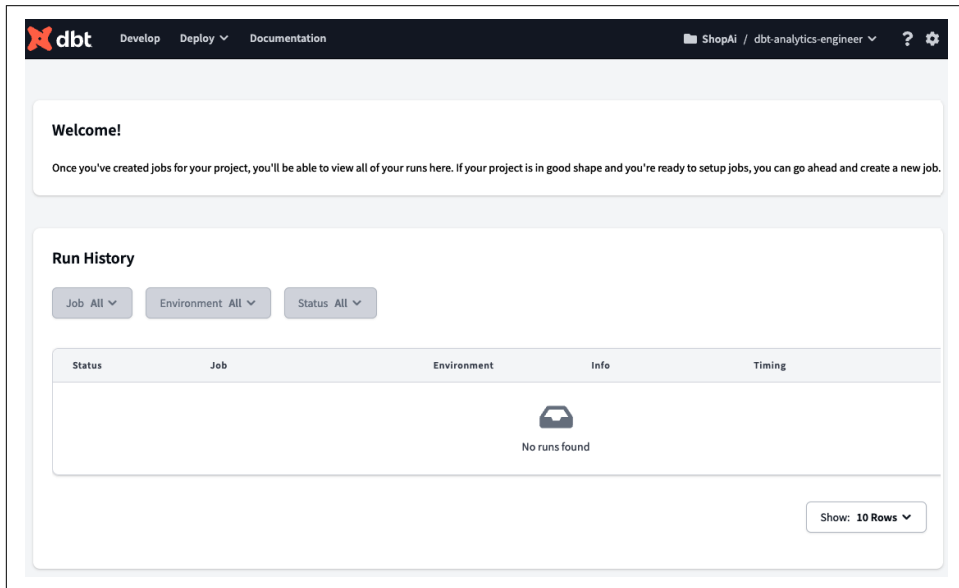 dbt Develop Deploy Documentation ShopAi / dbt-analytics-engineer ?
Welcome!
Once you've created jobs for your project, you'll be able to view all of your runs here. If your project is in good shape and you're ready to setup jobs, you can go ahead and create a new job.
Run History
Job All Environment All Status All
Status Job Environment Info Timing
No runs found
Show: 10 Rows